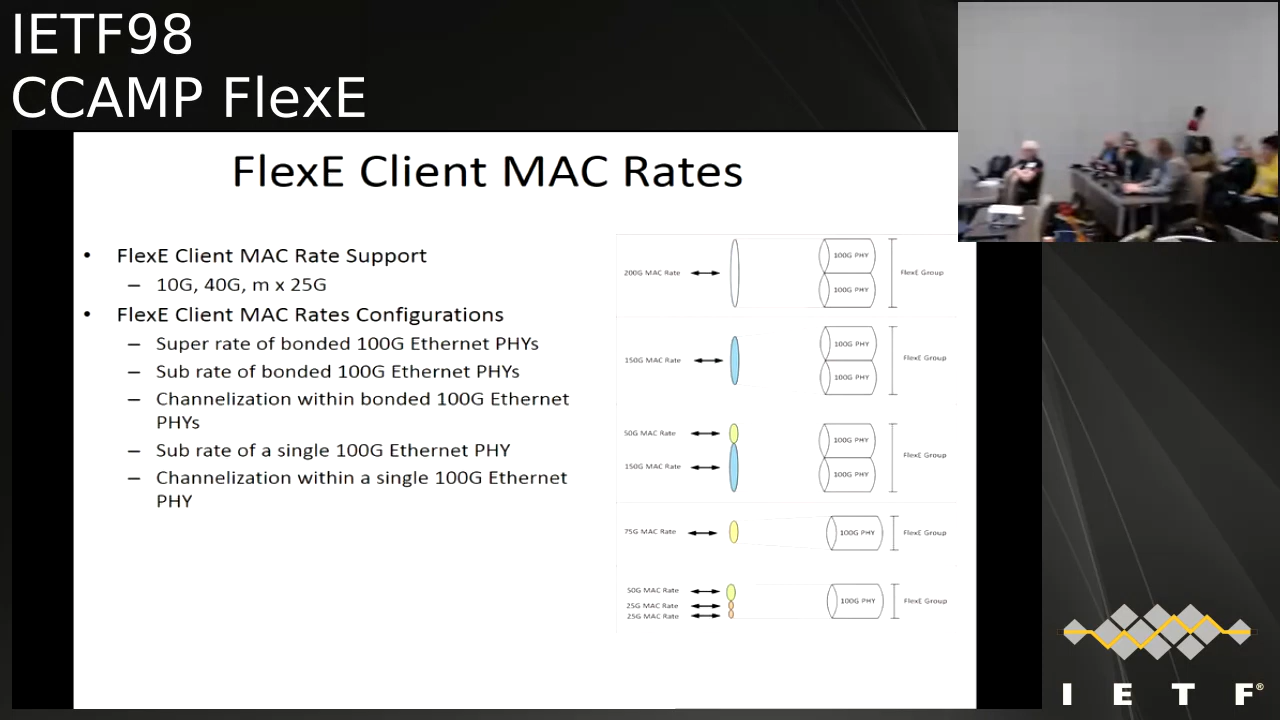 IETF98
CCAMP FlexE
FlexE Client MAC Rates
• FlexE Client MAC Rate Support
– 10G, 40G, m x 25G
• FlexE Client MAC Rates Configurations
– Super rate of bonded 100G Ethernet PHYs
– Sub rate of bonded 100G Ethernet PHYs
– Channelization within bonded 100G Ethernet
PHYs
– Sub rate of a single 100G Ethernet PHY
– Channelization within a single 100G Ethernet
PHY
200G MAC Rate
100G PHY
100G PHY
FlexE Group
150G MAC Rate
100G PHY
100G PHY
FlexE Group
50G MAC Rate
150G MAC Rate
100G PHY
100G PHY
FlexE Group
75G MAC Rate
100G PHY
FlexE Group
50G MAC Rate
25G MAC Rate
25G MAC Rate
100G PHY
FlexE Group
I E T F®